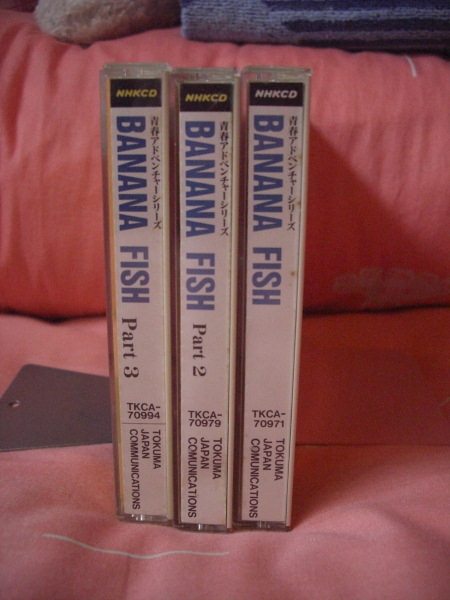 NHKCD
青春アドベンチャーシリーズ
BANANA FISH Part 3
TKCA-
70994
TOKUMA
JAPAN
COMMUNICATIONS
NHKCD
青春アドベンチャーシリーズ
BANANA FISH Part 2
TKCA-
70979
TOKUMA
JAPAN
COMUNICATIONS
NHKCD
青春アドベンチャーシリーズ
BANANA FISH
TKCA-
70971
TOKUMA
JAPAN
COMMUNICATIONS